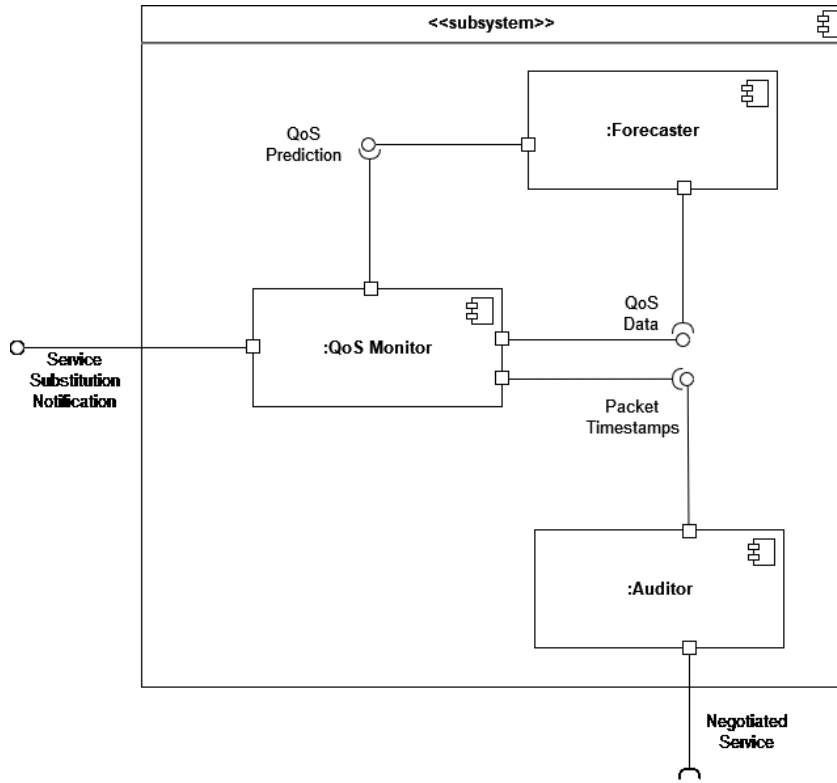 <<subsystem>>
:Forecaster
QoS
Prediction
QoS
Data
:QoS Monitor
Service
Substitution
Notification
Packet
Timestamps
:Auditor
Negotiated
Service